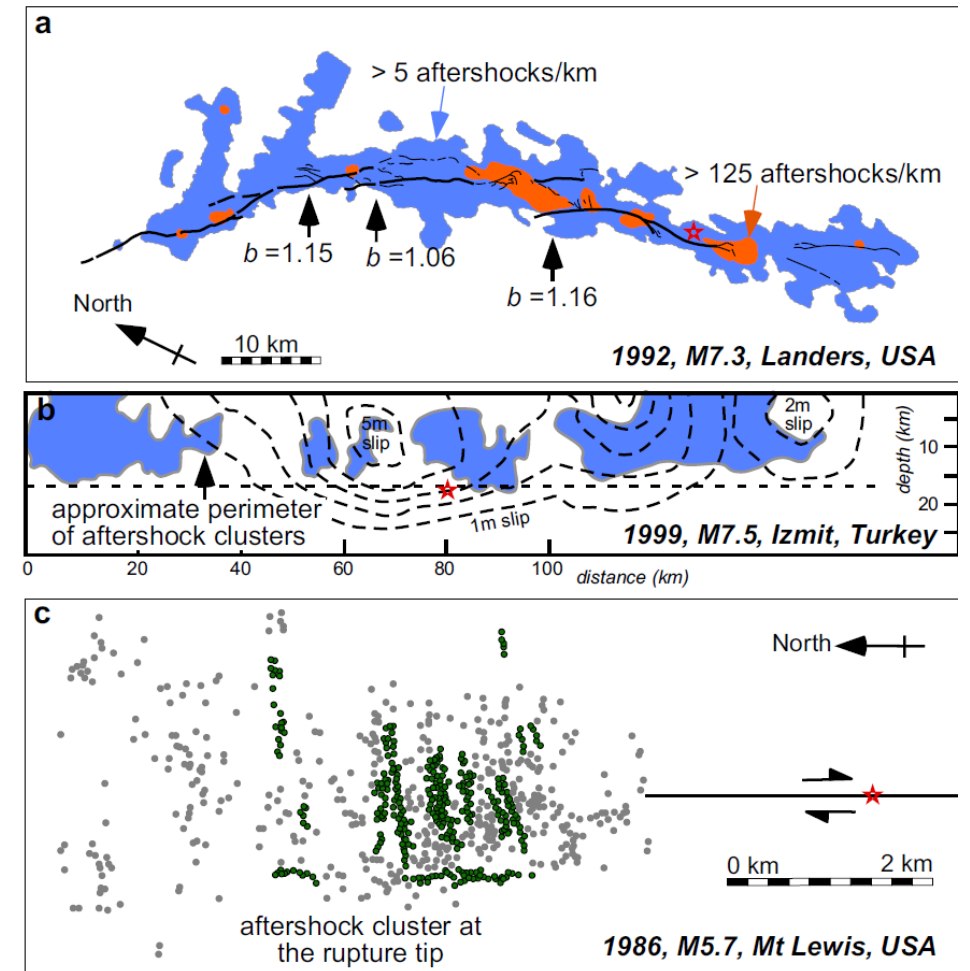 a
> 5 aftershocks/km
> 125 aftershocks/km
b =1.15
b =1.06
b =1.16
North
10 km
1992, M7.3, Landers, USA
b
5m
slip
2m
slip
depth (km)
10
20
approximate perimeter
of aftershock clusters
1m slip
1999, M7.5, Izmit, Turkey
0
20
40
60
80
100
distance (km)
c
North
0 km
2 km
aftershock cluster at
the rupture tip
1986, M5.7, Mt Lewis, USA